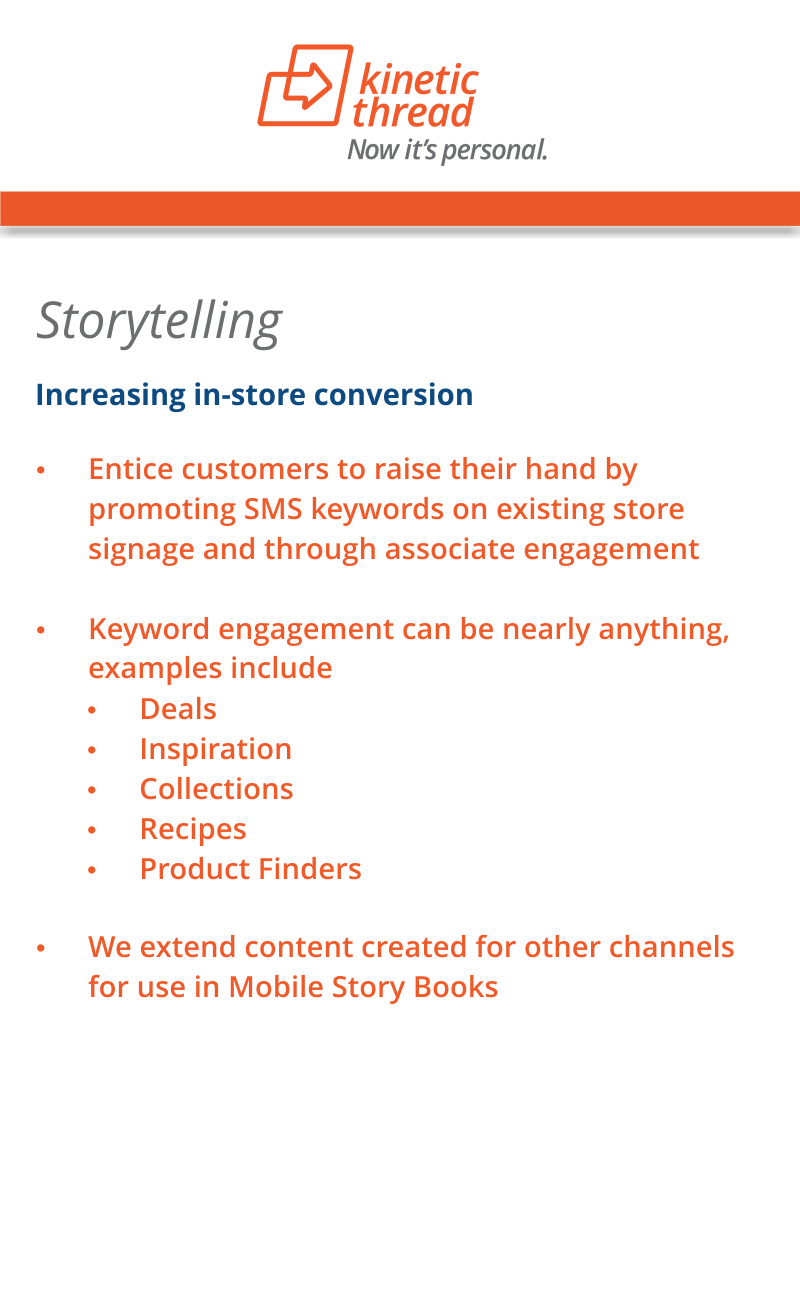 kinetic
thread
Now it's personal.
Storytelling
Increasing in-store conversion
• Entice customers to raise their hand by
promoting SMS keywords on existing store
signage and through associate engagement
• Keyword engagement can be nearly anything,
examples include
• Deals
• Inspiration
• Collections
• Recipes
• Product Finders
• We extend content created for other channels
for use in Mobile Story Books